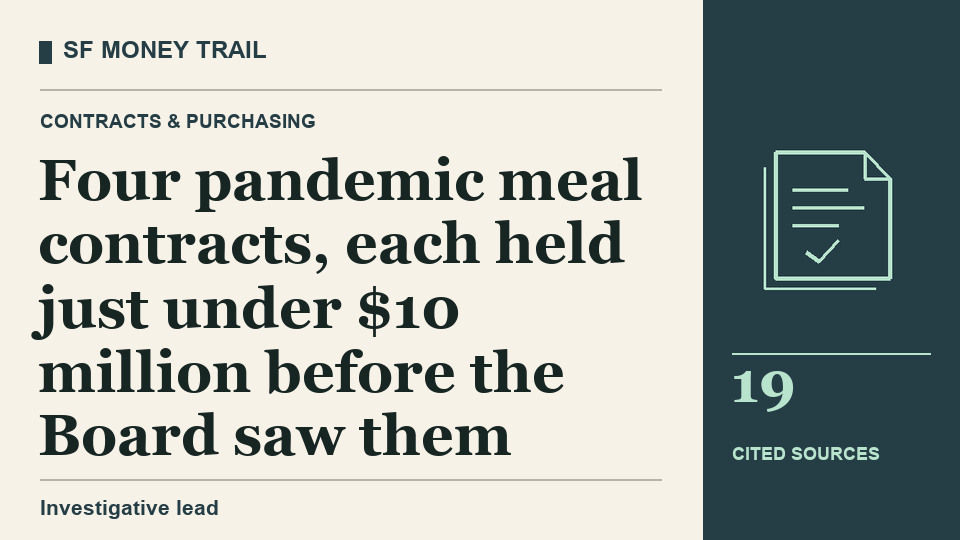 SF MONEY TRAIL
CONTRACTS & PURCHASING
Four pandemic meal
contracts, each held
just under $10
million before the
Board saw them
Investigative lead
19
CITED SOURCES